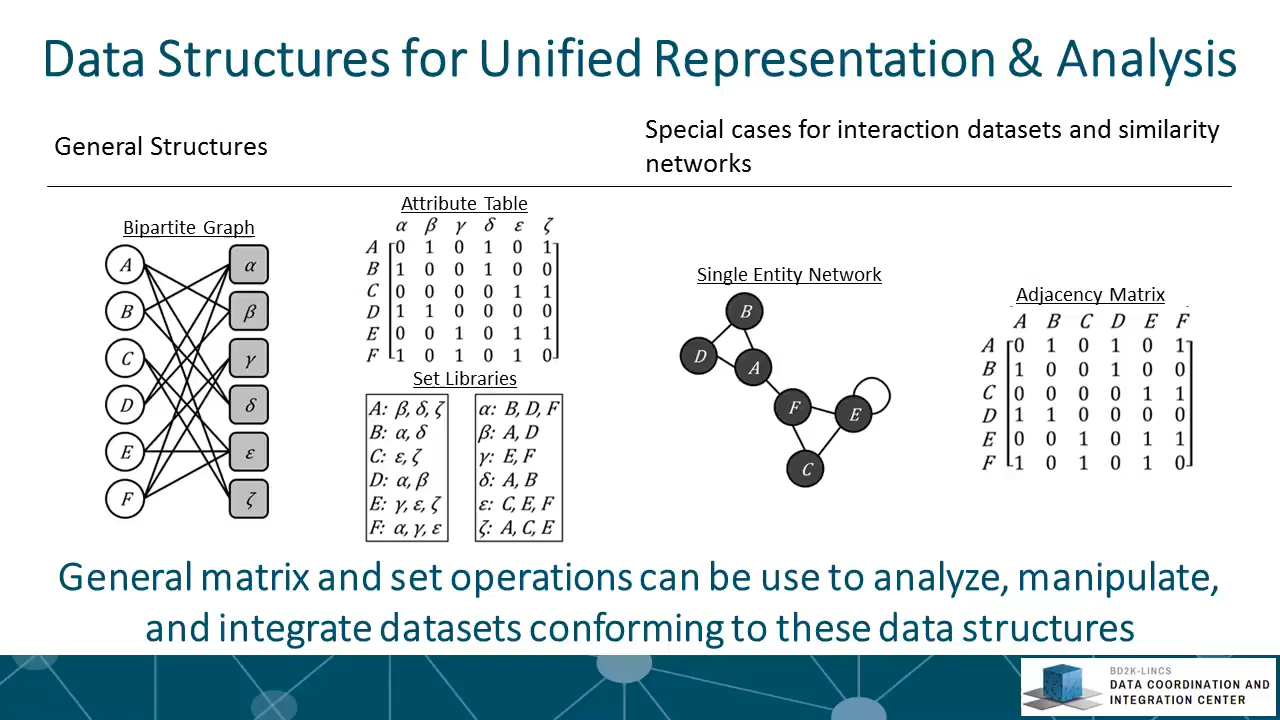 Data Structures for Unified Representation & Analysis
General Structures
Special cases for interaction datasets and similarity
networks
Bipartite Graph
A α
B β
C γ
D δ
E ε
F ζ
Attribute Table
α β γ δ ε ζ
A 0 1 0 1 0 1
B 1 0 0 1 0 0
C 0 0 0 0 1 1
D 1 1 0 0 0 0
E 0 0 1 0 1 1
F 1 0 1 0 1 0
Set Libraries
A: β, δ, ζ
B: α, δ
C: ε, ζ
D: α, β
E: γ, ε, ζ
F: α, γ, ε
α: B, D, F
β: A, D
γ: E, F
δ: A, B
ε: C, E, F
ζ: A, C, E
Single Entity Network
B
D
A
F
E
C
Adjacency Matrix
A B C D E F
A 0 1 0 1 0 1
B 1 0 0 1 0 0
C 0 0 0 0 1 1
D 1 1 0 0 0 0
E 0 0 1 0 1 1
F 1 0 1 0 1 0
General matrix and set operations can be use to analyze, manipulate,
and integrate datasets conforming to these data structures
BD2K-LINCS
DATA COORDINATION AND
INTEGRATION CENTER